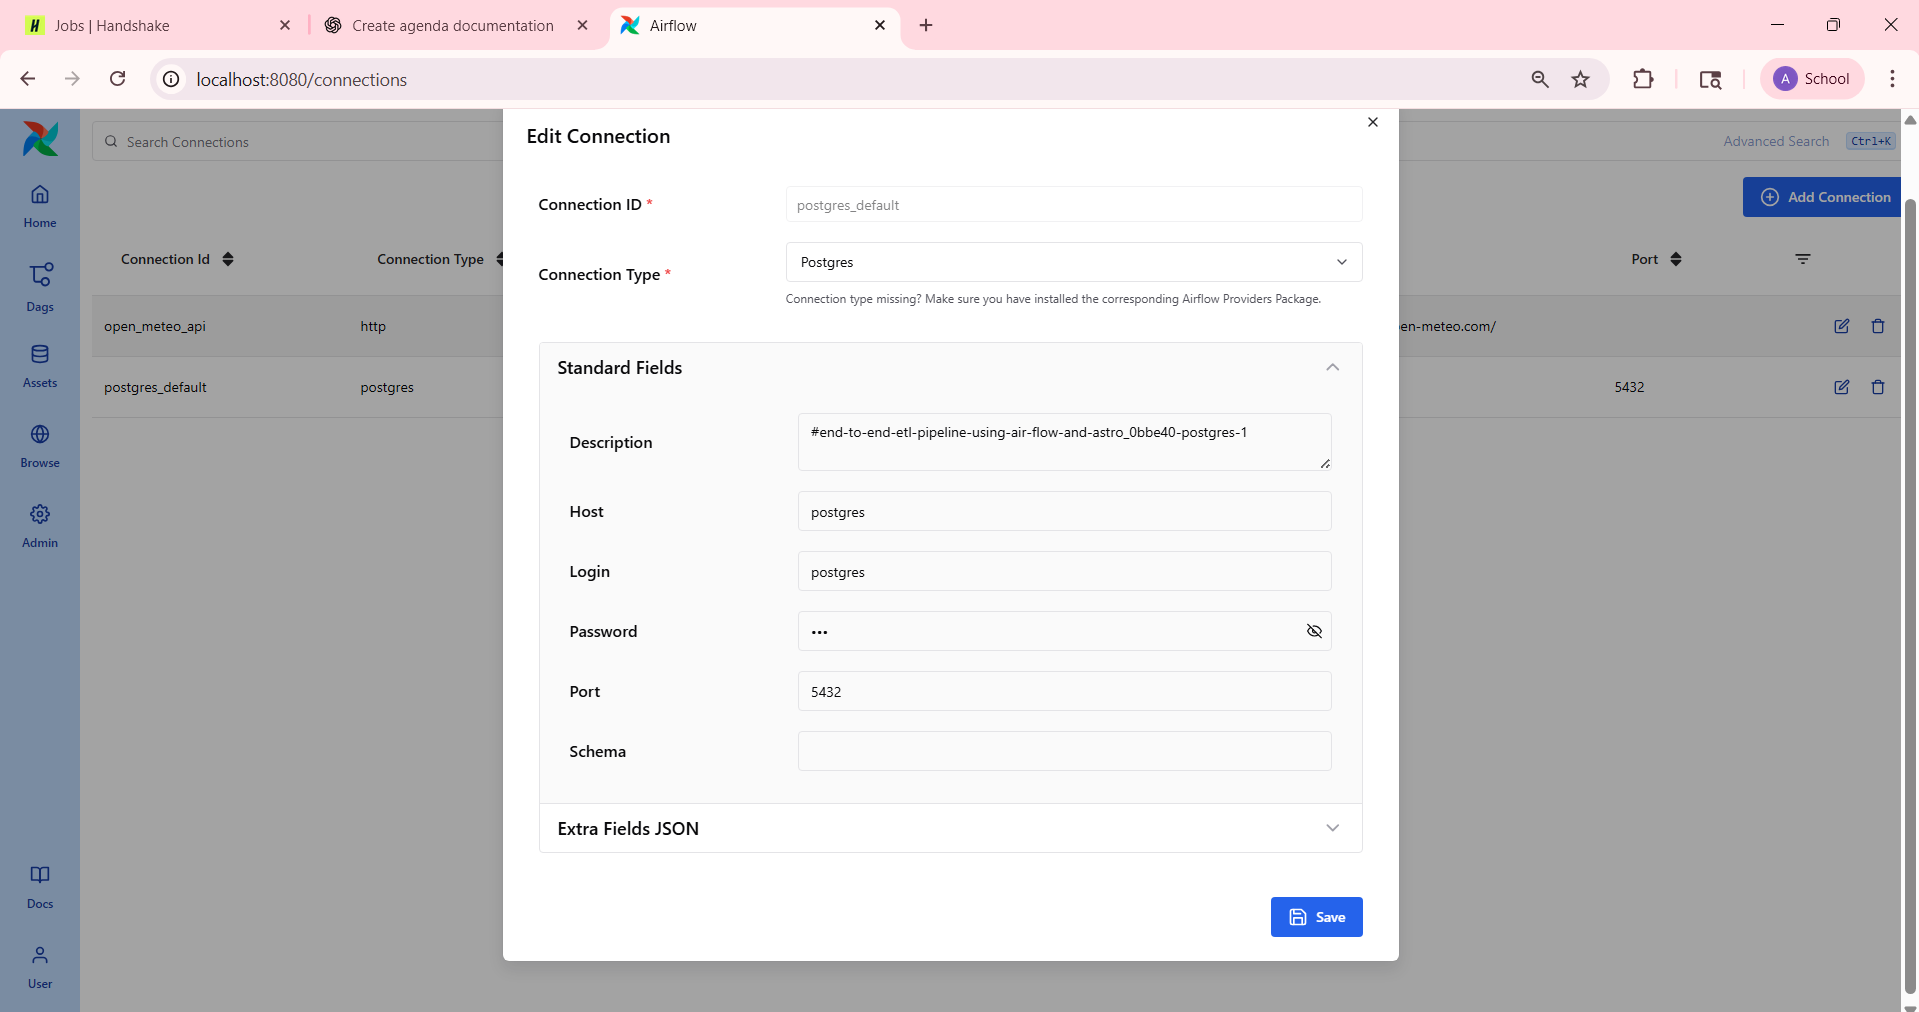 Jobs | Handshake
Create agenda documentation
Airflow
localhost:8080/connections
A School
Search Connections
Advanced Search Ctrl+K
Add Connection
Home
Dags
Assets
Browse
Admin
Docs
User
Connection Id Connection Type Port
open_meteo_api http en-meteo.com/
postgres_default postgres 5432
Edit Connection
Connection ID * postgres_default
Connection Type * Postgres
Connection type missing? Make sure you have installed the corresponding Airflow Providers Package.
Standard Fields
Description #end-to-end-etl-pipeline-using-air-flow-and-astro_0bbe40-postgres-1
Host postgres
Login postgres
Password •••
Port 5432
Schema
Extra Fields JSON
Save